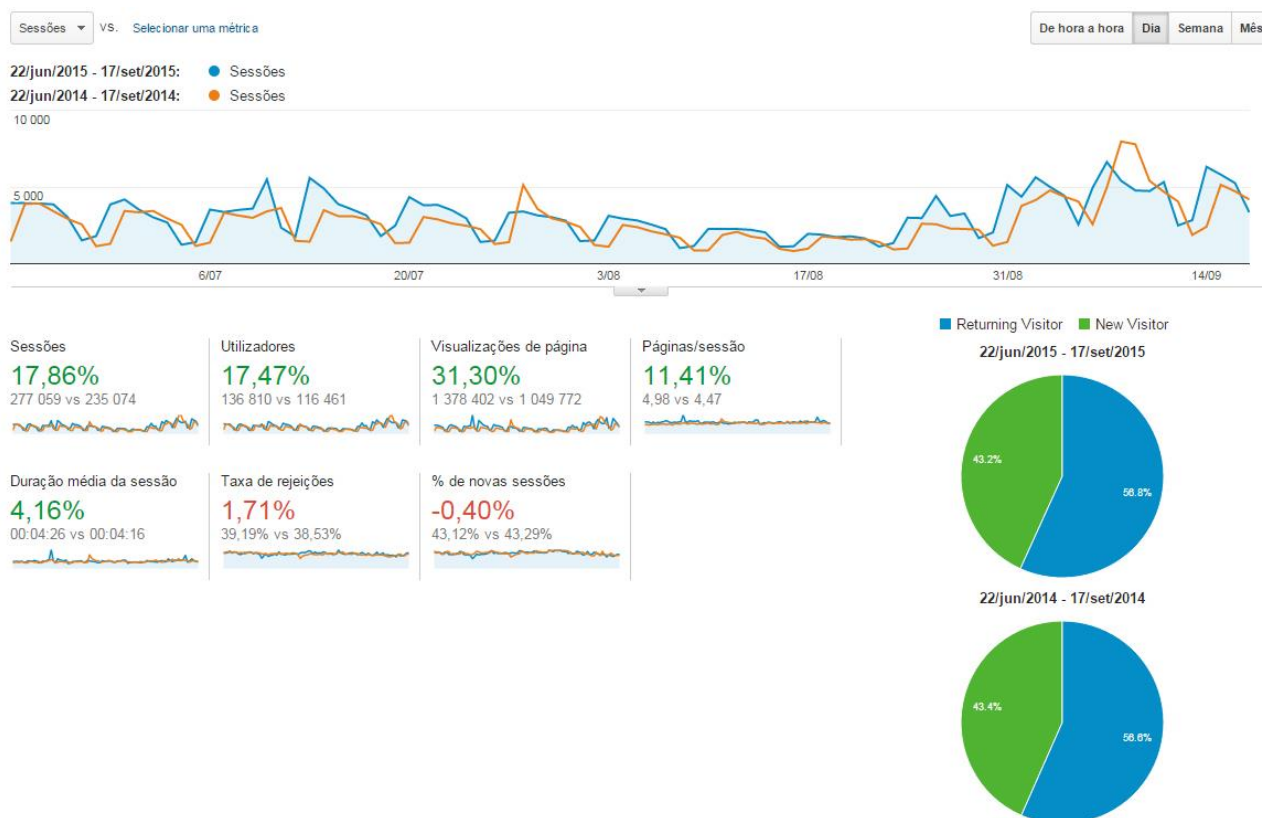 Sessões VS. Selecionar uma métrica
De hora a hora Dia Semana Mês
22/jun/2015 - 17/set/2015: Sessões
22/jun/2014 - 17/set/2014: Sessões
10 000
5 000
6/07 20/07 3/08 17/08 31/08 14/09
Returning Visitor New Visitor
Sessões
17,86%
277 059 vs 235 074
Utilizadores
17,47%
136 810 vs 116 461
Visualizações de página
31,30%
1 378 402 vs 1 049 772
Páginas/sessão
11,41%
4,98 vs 4,47
Duração média da sessão
4,16%
00:04:26 vs 00:04:16
Taxa de rejeições
1,71%
39,19% vs 38,53%
% de novas sessões
-0,40%
43,12% vs 43,29%
22/jun/2015 - 17/set/2015
43.2%
56.8%
22/jun/2014 - 17/set/2014
43.4%
56.6%